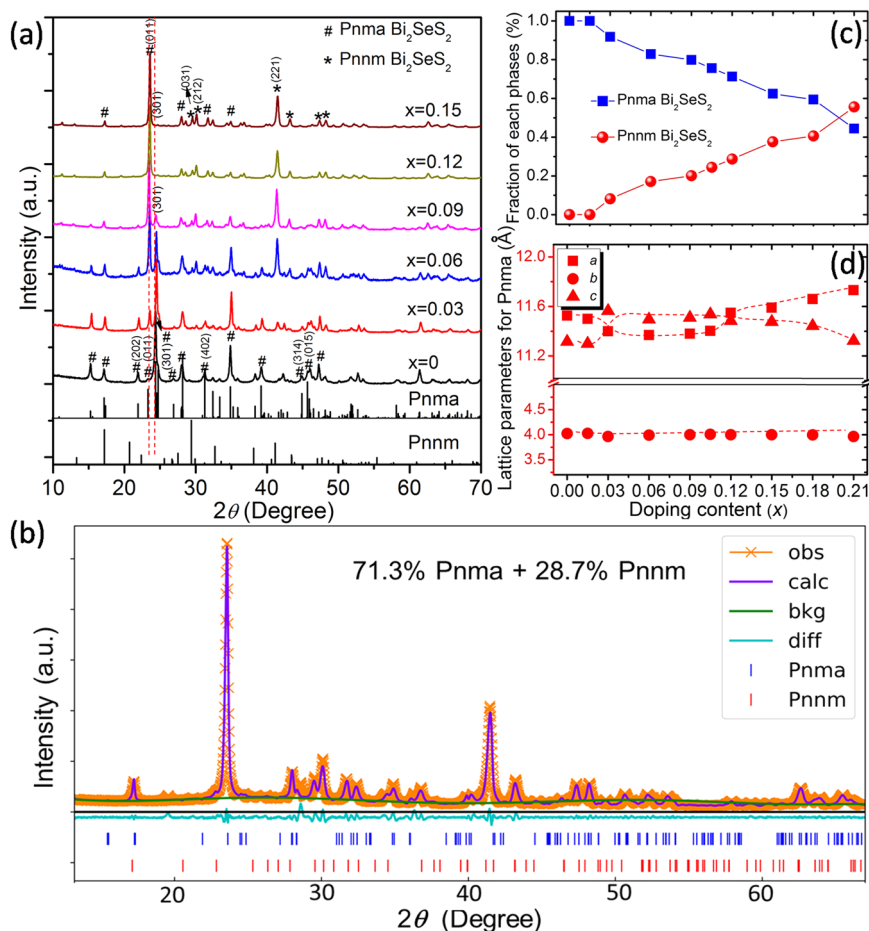 (a)
# Pnma Bi₂SeS₂
* Pnnm Bi₂SeS₂
#(011)
(301)
(031)
(212)
(221)
x=0.15
x=0.12
(301)
x=0.09
x=0.06
x=0.03
(202)
(011)
(301)
(402)
(314)
(015)
x=0
Pnma
Pnnm
Intensity (a.u.)
10 20 30 40 50 60 70
2θ (Degree)
(c)
Fraction of each phases (%)
1.0
0.8
0.6
0.4
0.2
0.0
Pnma Bi₂SeS₂
Pnnm Bi₂SeS₂
(d)
Lattice parameters for Pnma (Å)
12.0
11.6
11.2
4.5
4.0
3.5
a
b
c
0.00 0.03 0.06 0.09 0.12 0.15 0.18 0.21
Doping content (x)
(b)
71.3% Pnma + 28.7% Pnnm
obs
calc
bkg
diff
Pnma
Pnnm
Intensity (a.u.)
20 30 40 50 60
2θ (Degree)